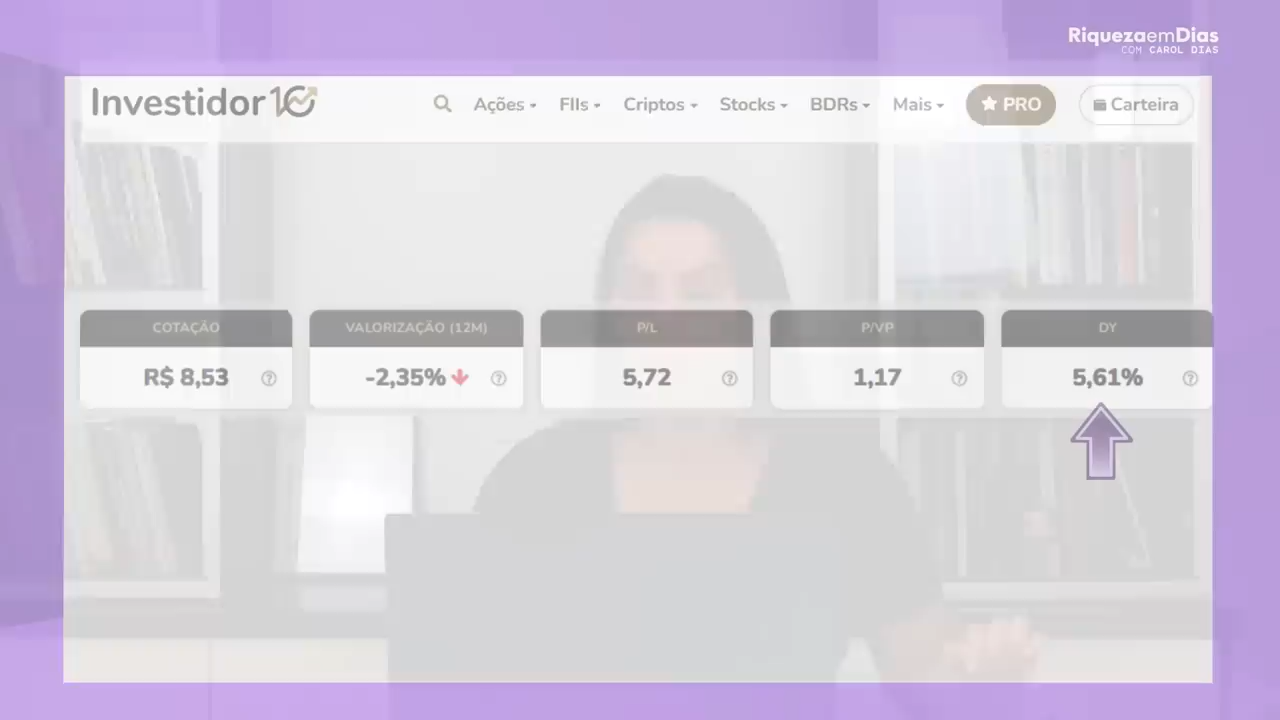 RiquezaemDias
COM CAROL DIAS
Investidor10
Ações
FIIs
Criptos
Stocks
BDRs
Mais
PRO
Carteira
COTAÇÃO
VALORIZAÇÃO (12M)
P/L
P/VP
DY
R$ 8,53
-2,35%
5,72
1,17
5,61%